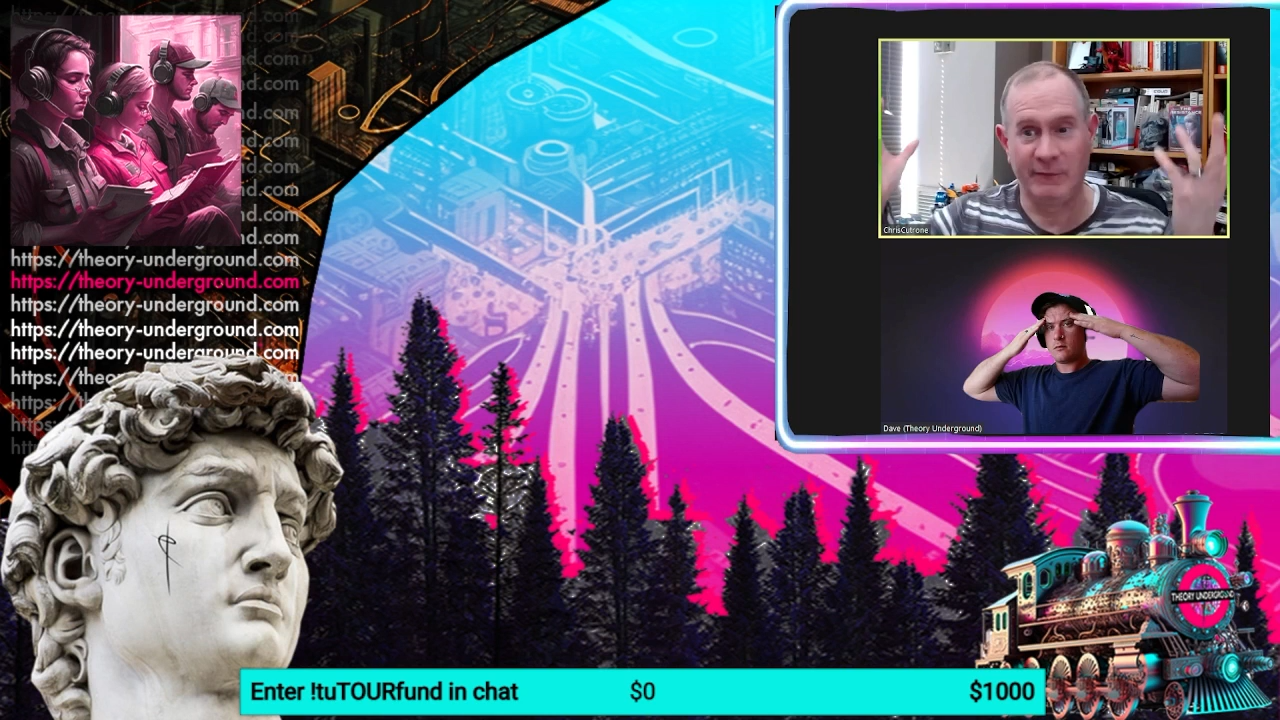 d.com
https://theory-underground.com
https://theory-underground.com
https://theory-underground.com
https://theory-underground.com
https://theory-underground.com
ChrisCutrone
Dave (Theory Underground)
THEORY UNDERGROUND
Enter !tuTOURfund in chat
$0
$1000